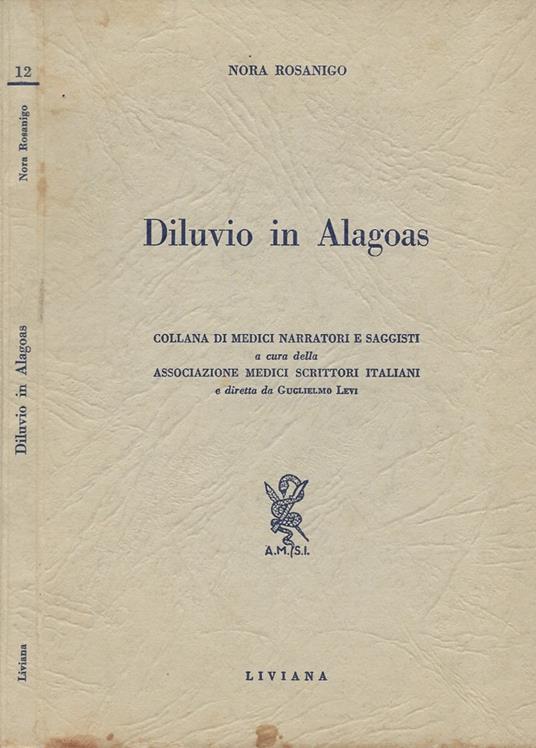 12
Nora Rosanigo
Diluvio in Alagoas
Liviana
NORA ROSANIGO
Diluvio in Alagoas
COLLANA DI MEDICI NARRATORI E SAGGISTI
a cura della
ASSOCIAZIONE MEDICI SCRITTORI ITALIANI
e diretta da GUGLIELMO LEVI
A.M.S.I.
LIVIANA